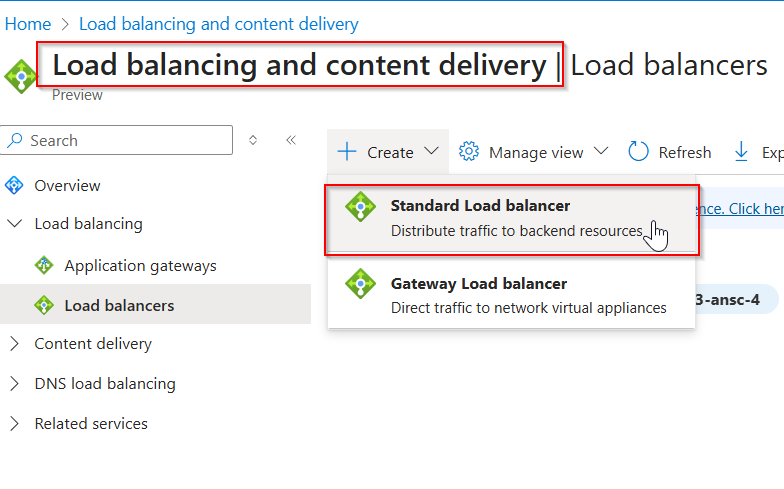 Home > Load balancing and content delivery
Load balancing and content delivery | Load balancers
Preview
Search
Create
Manage view
Refresh
Overview
Load balancing
Application gateways
Load balancers
Content delivery
DNS load balancing
Related services
Standard Load balancer
Distribute traffic to backend resources
Gateway Load balancer
Direct traffic to network virtual appliances
Click her
3-ansc-4